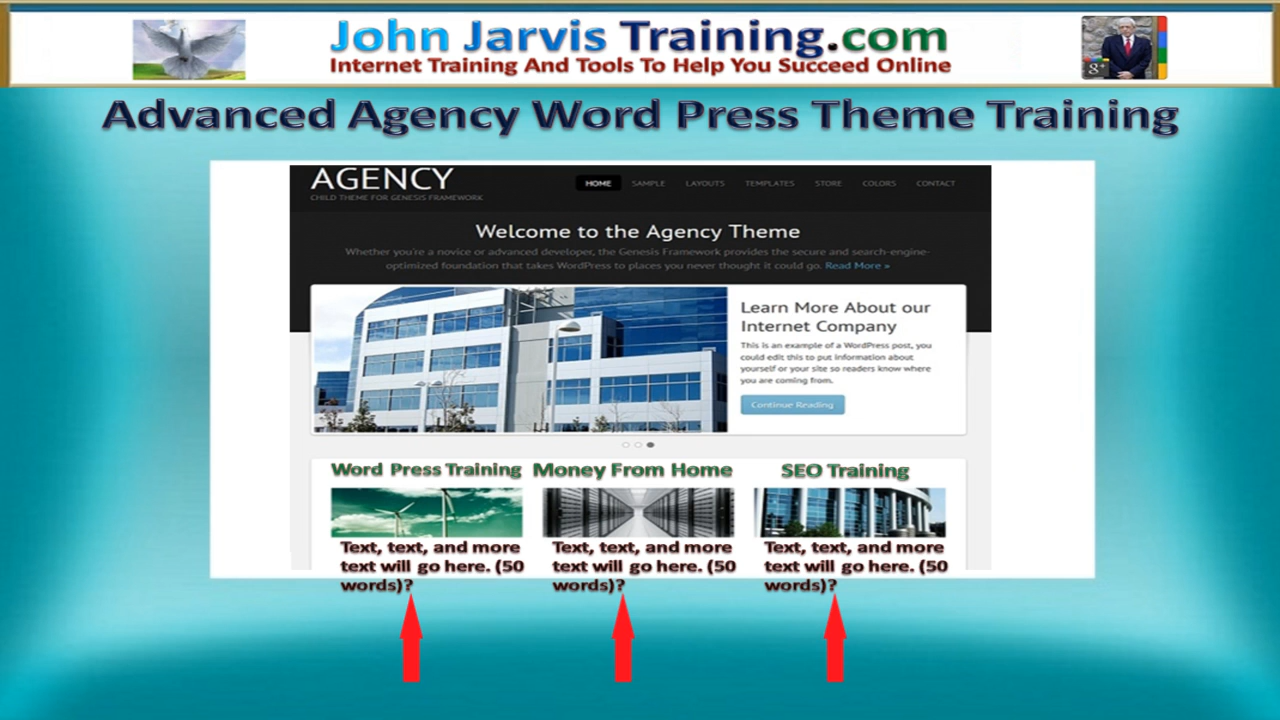 John Jarvis Training.com
Internet Training And Tools To Help You Succeed Online
g+
Advanced Agency Word Press Theme Training
AGENCY
CHILD THEME FOR GENESIS FRAMEWORK
HOME SAMPLE LAYOUTS TEMPLATES STORE COLORS CONTACT
Welcome to the Agency Theme
Whether you're a novice or advanced developer, the Genesis Framework provides the secure and search-engine-
optimized foundation that takes WordPress to places you never thought it could go. Read More »
Learn More About our
Internet Company
This is an example of a WordPress post, you
could edit this to put information about
yourself or your site so readers know where
you are coming from.
Continue Reading
Word Press Training Money From Home SEO Training
Text, text, and more
text will go here. (50
words)?
Text, text, and more
text will go here. (50
words)?
Text, text, and more
text will go here. (50
words)?